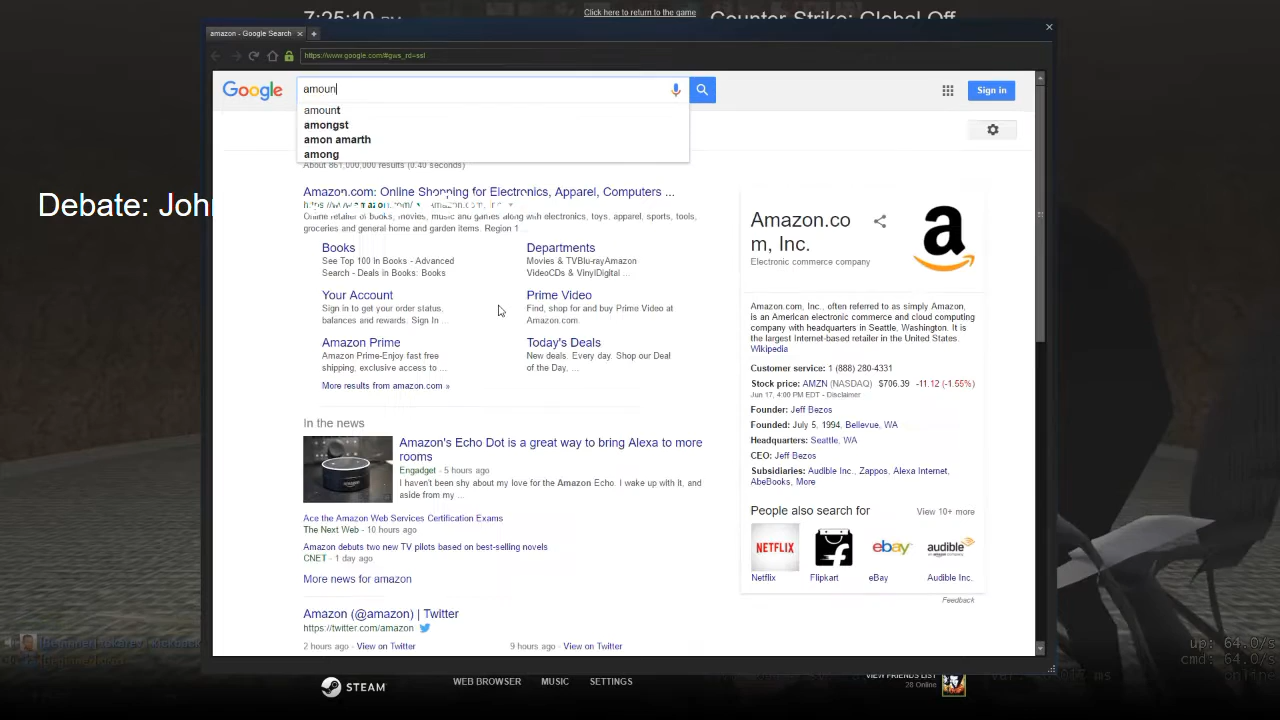 7:25:10 PM
Click here to return to the game
Counter-Strike: Global Off
amazon - Google Search
https://www.google.com/#gws_rd=ssl
Google
amoun
Sign in
amount
amongst
amon amarth
among
About 861,000,000 results (0.40 seconds)
Debate: John
Amazon.com: Online Shopping for Electronics, Apparel, Computers ...
Online retailer of books, movies, music and games along with electronics, toys, apparel, sports, tools,
groceries and general home and garden items. Region 1 ...
Books
See Top 100 in Books - Advanced
Search - Deals in Books: Books
Departments
Movies & TVBlu-rayAmazon
VideoCDs & VinylDigital ...
Your Account
Sign in to get your order status,
balances and rewards. Sign In ...
Prime Video
Find, shop for and buy Prime Video at
Amazon.com.
Amazon Prime
Amazon Prime-Enjoy fast free
shipping, exclusive access to ...
Today's Deals
New deals. Every day. Shop our Deal
of the Day, ...
More results from amazon.com »
In the news
Amazon's Echo Dot is a great way to bring Alexa to more
rooms
Engadget - 5 hours ago
I haven't been shy about my love for the Amazon Echo. I wake up with it, and
aside from my ...
Ace the Amazon Web Services Certification Exams
The Next Web - 10 hours ago
Amazon debuts two new TV pilots based on best-selling novels
CNET - 1 day ago
More news for amazon
Amazon (@amazon) | Twitter
https://twitter.com/amazon
2 hours ago - View on Twitter
9 hours ago - View on Twitter
Amazon.co
m, Inc.
Electronic commerce company
Amazon.com, Inc., often referred to as simply Amazon,
is an American electronic commerce and cloud computing
company with headquarters in Seattle, Washington. It is
the largest Internet-based retailer in the United States.
Wikipedia
Customer service: 1 (888) 280-4331
Stock price: AMZN (NASDAQ) $706.39 -11.12 (-1.55%)
Jun 17, 4:00 PM EDT - Disclaimer
Founder: Jeff Bezos
Founded: July 5, 1994, Bellevue, WA
Headquarters: Seattle, WA
CEO: Jeff Bezos
Subsidiaries: Audible Inc., Zappos, Alexa Internet,
AbeBooks, More
People also search for
View 10+ more
NETFLIX
ebay
audible
Netflix
Flipkart
eBay
Audible Inc.
Feedback
up: 64.0/s
cmd: 64.0/s
ms
online
STEAM
WEB BROWSER
MUSIC
SETTINGS
VIEW FRIENDS LIST
28 Online